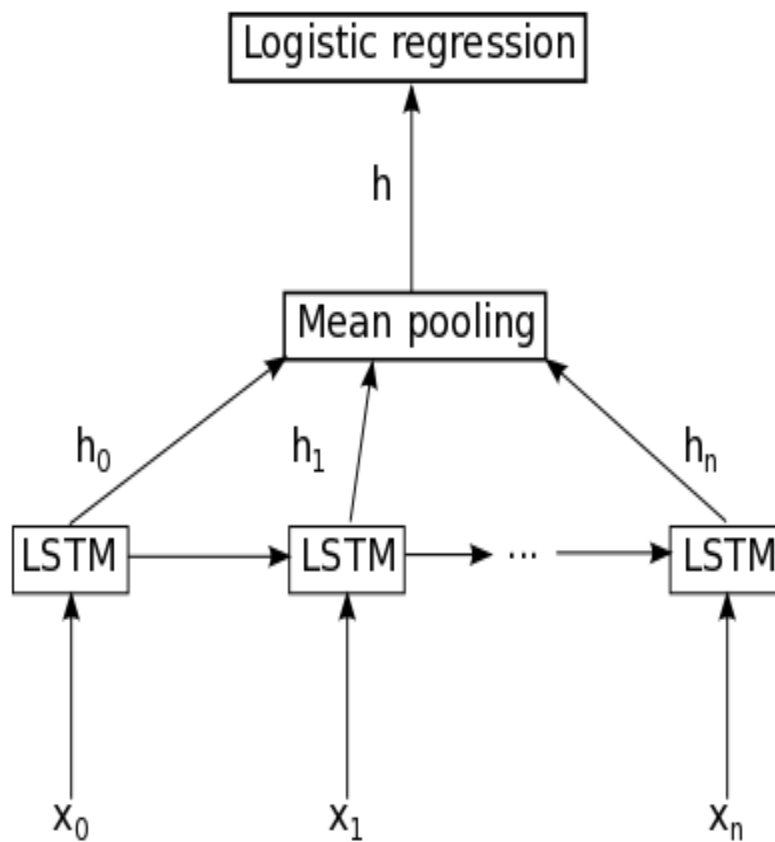 Logistic regression
h
Mean pooling
h₀
h₁
hₙ
LSTM
LSTM
...
LSTM
x₀
x₁
xₙ